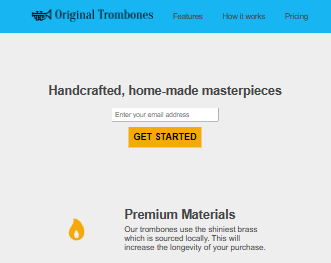 Original Trombones
Features
How it works
Pricing
Handcrafted, home-made masterpieces
Enter your email address
GET STARTED
Premium Materials
Our trombones use the shiniest brass
which is sourced locally. This will
increase the longevity of your purchase.